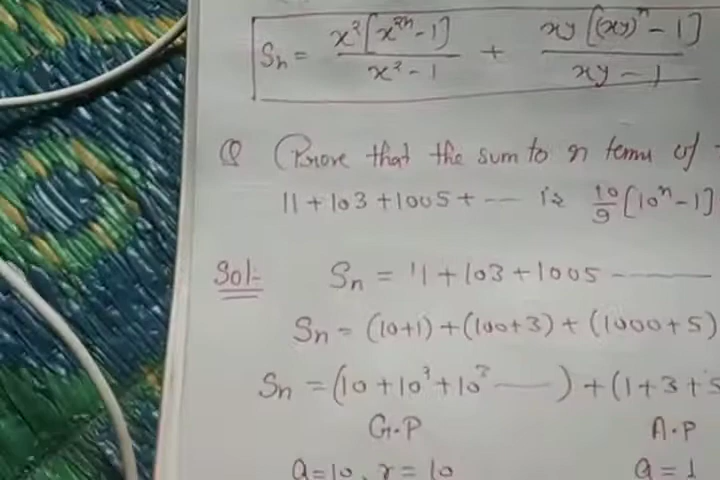 Sn = x²[x²ⁿ-1] / x²-1 + xy[(xy)ⁿ-1] / xy-1
Q (Prove that the sum to n terms of
11+103+1005+ --- is 10/9[10ⁿ-1]
Sol:-
Sn = 11+103+1005 -------
Sn = (10+1)+(100+3)+(1000+5)
Sn = (10+10²+10³ ---)+(1+3+5
G.P A.P
a=10, r=10 a=1